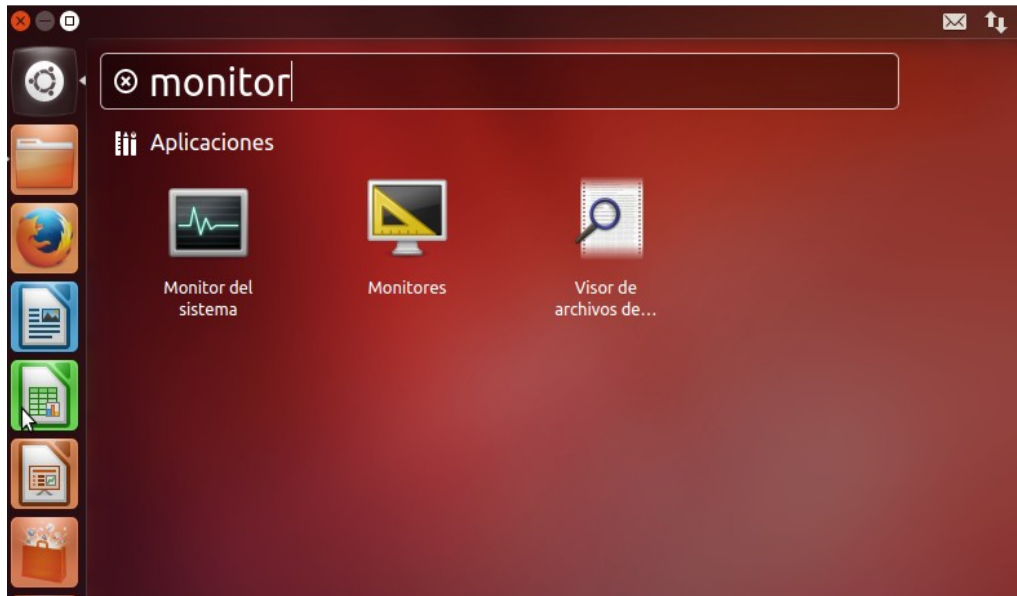 monitor
Aplicaciones
Monitor del
sistema
Monitores
Visor de
archivos de...